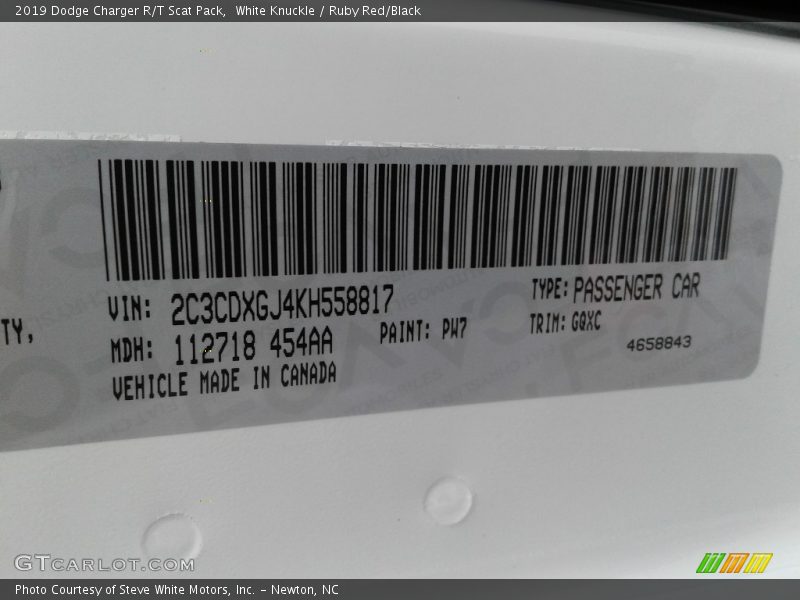 2019 Dodge Charger R/T Scat Pack, White Knuckle / Ruby Red/Black
TY,
VIN: 2C3CDXGJ4KH558817
TYPE: PASSENGER CAR
MDH: 112718 454AA
PAINT: PW7
TRIM: GQXC
4658843
VEHICLE MADE IN CANADA
GTCARLOT.COM
Photo Courtesy of Steve White Motors, Inc. – Newton, NC